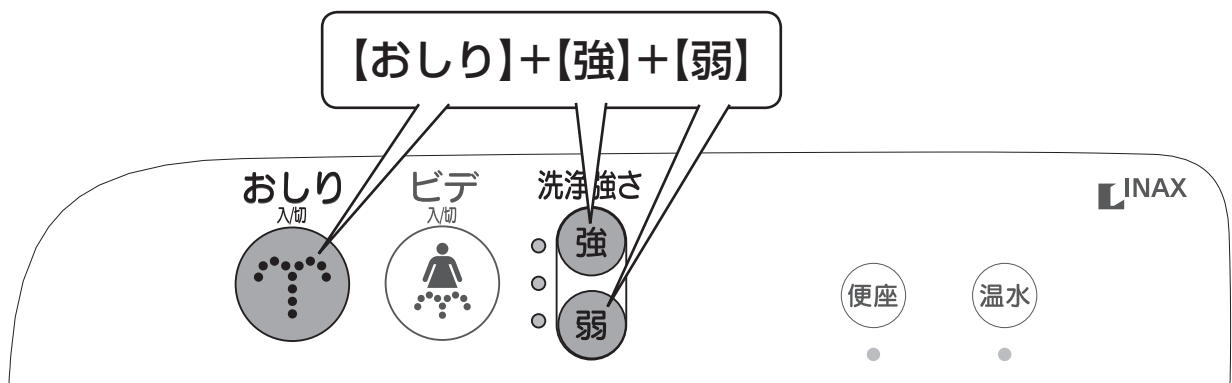 【おしり】+【強】+【弱】
おしり
入/切
ビデ
入/切
洗浄強さ
強
弱
INAX
便座
温水